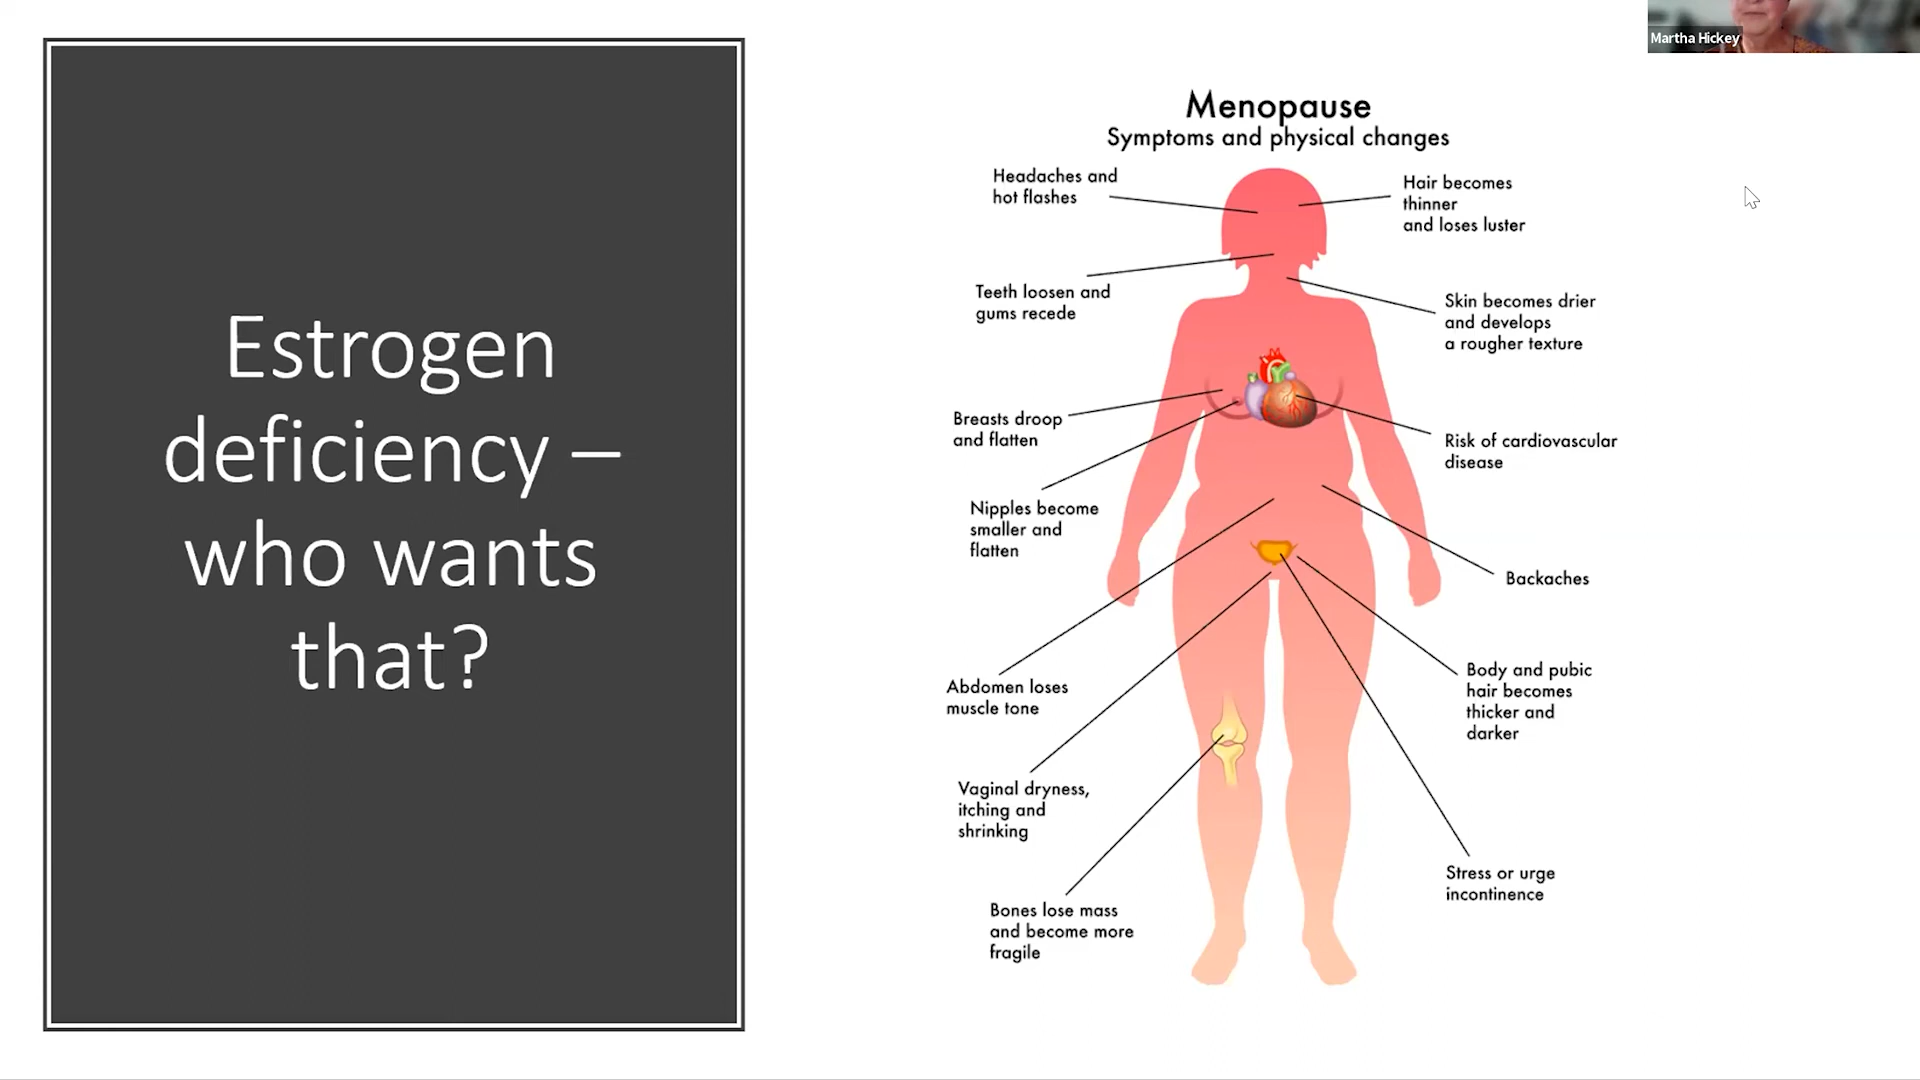 Martha Hickey
Estrogen
deficiency –
who wants
that?
Menopause
Symptoms and physical changes
Headaches and
hot flashes
Hair becomes
thinner
and loses luster
Teeth loosen and
gums recede
Skin becomes drier
and develops
a rougher texture
Breasts droop
and flatten
Risk of cardiovascular
disease
Nipples become
smaller and
flatten
Backaches
Abdomen loses
muscle tone
Body and pubic
hair becomes
thicker and
darker
Vaginal dryness,
itching and
shrinking
Stress or urge
incontinence
Bones lose mass
and become more
fragile